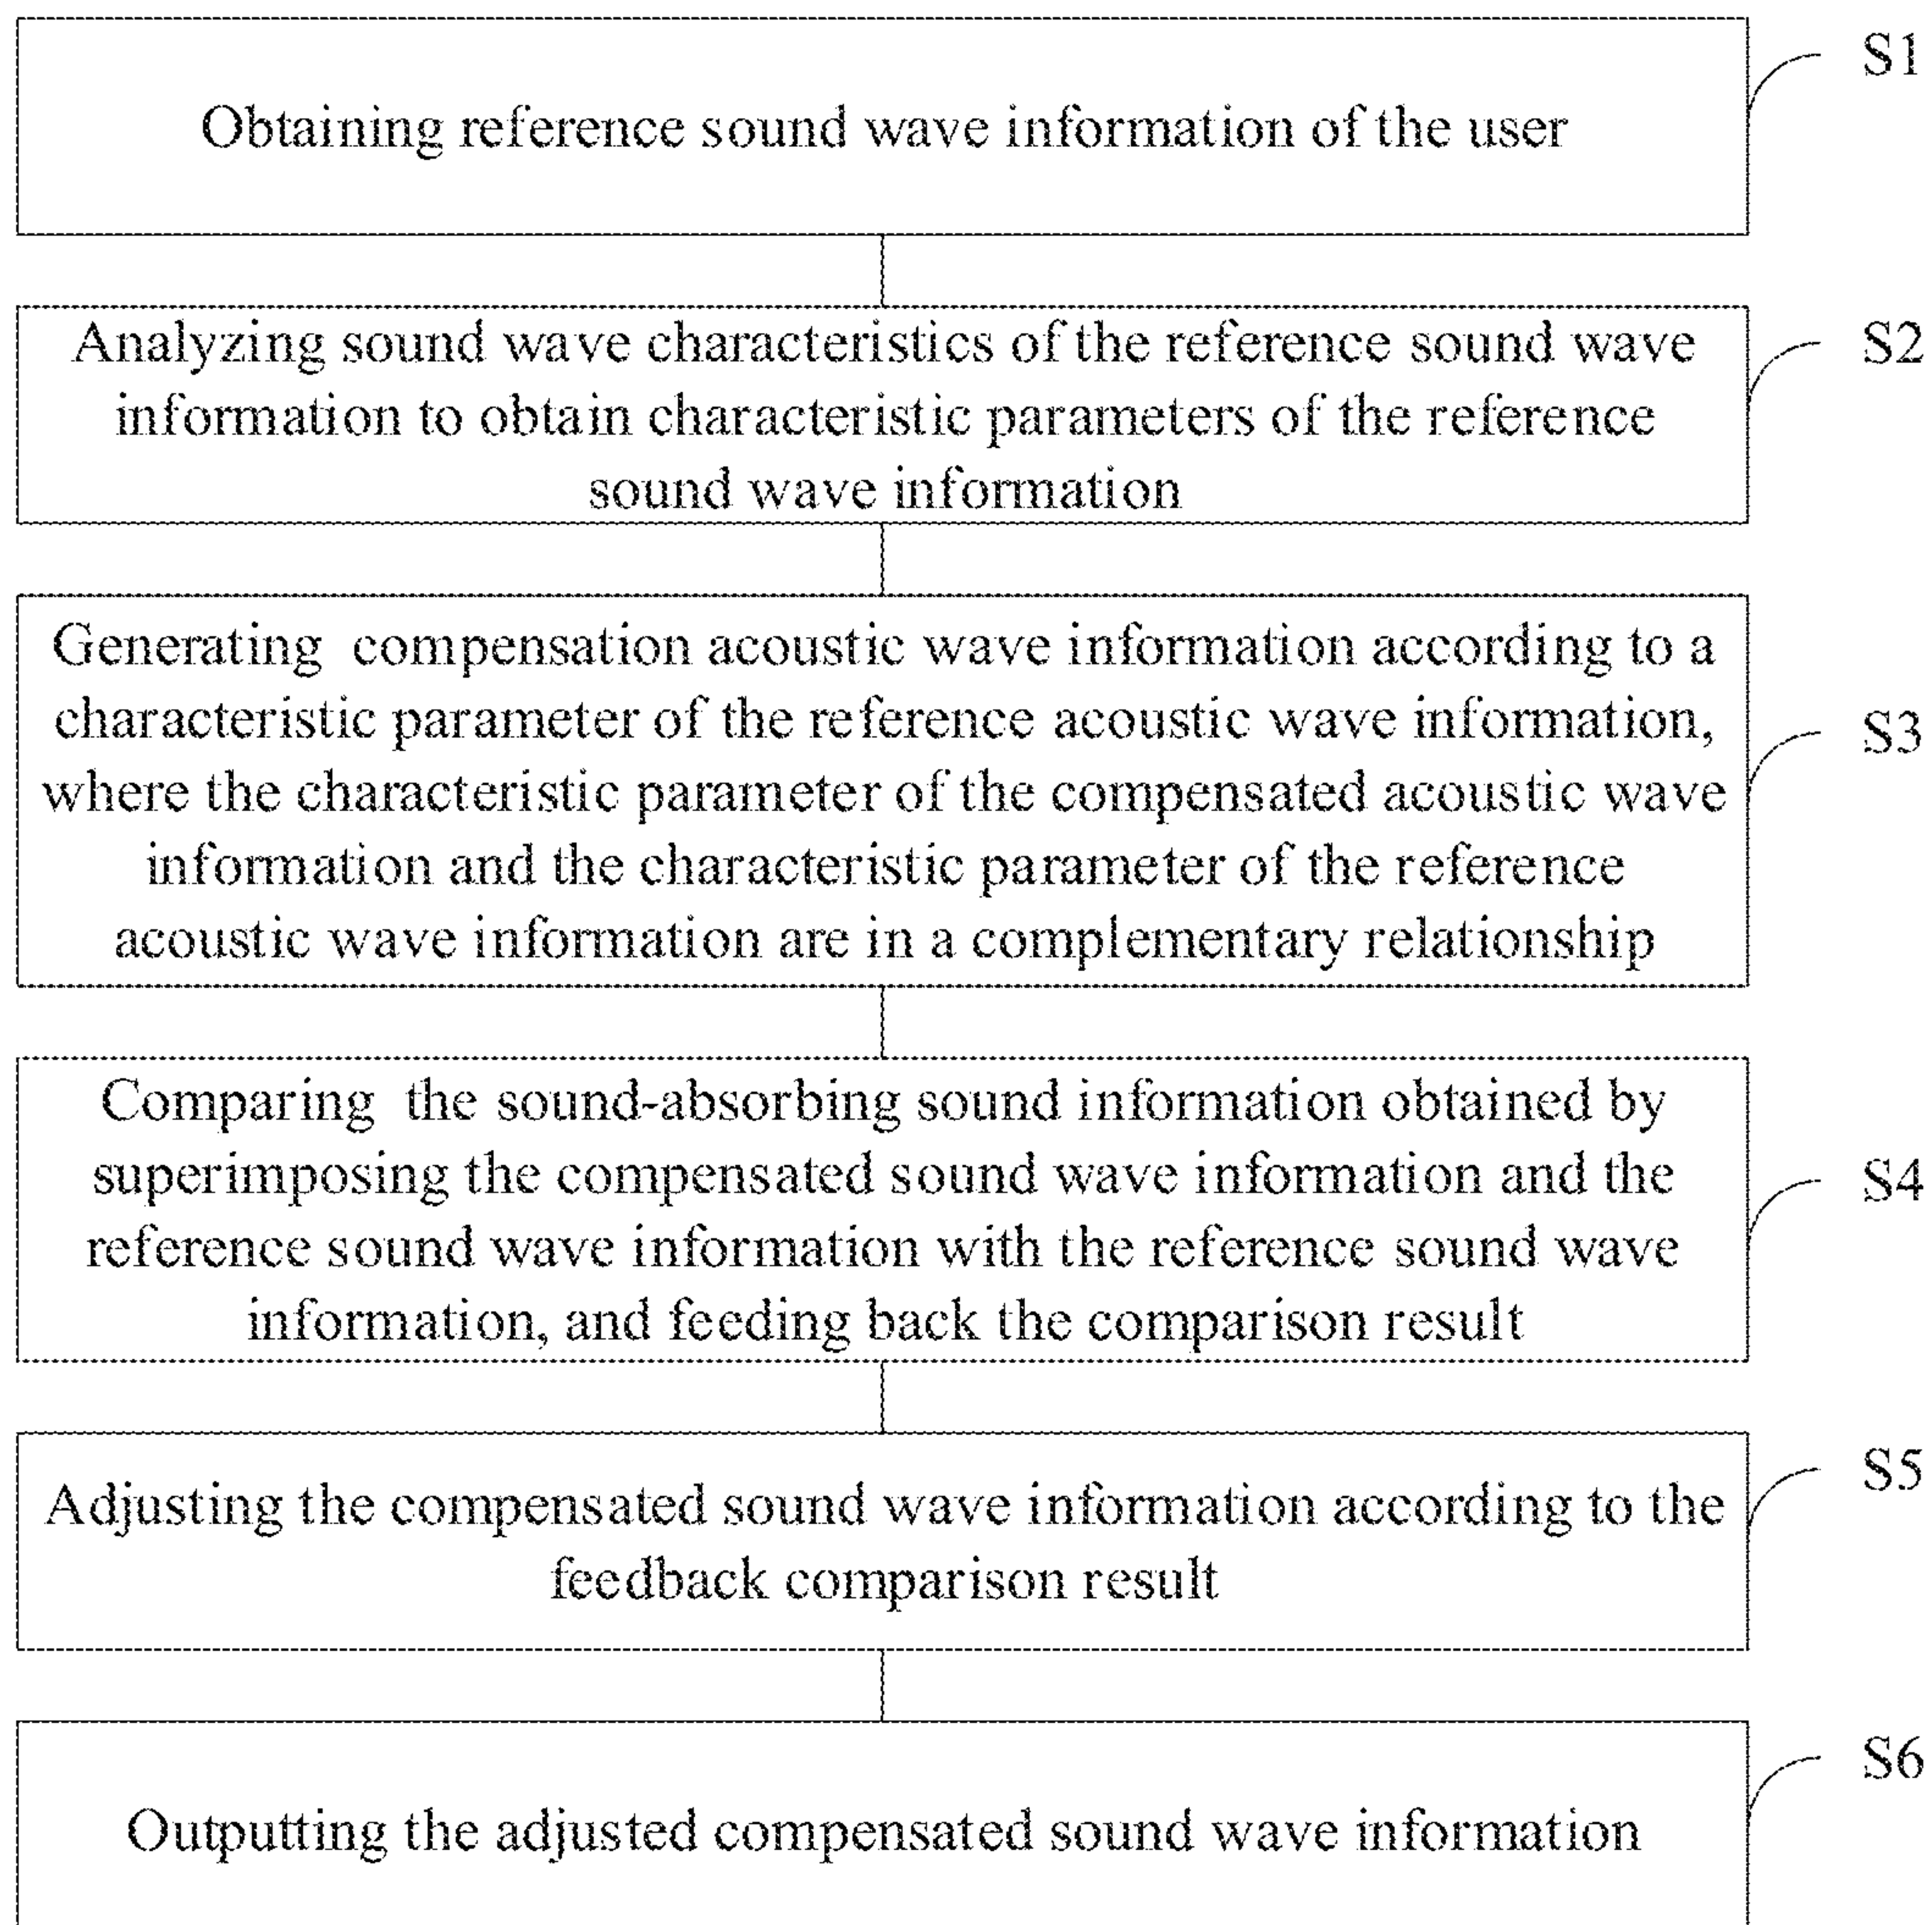 Obtaining reference sound wave information of the user
S1
Analyzing sound wave characteristics of the reference sound wave
information to obtain characteristic parameters of the reference
sound wave information
S2
Generating compensation acoustic wave information according to a
characteristic parameter of the reference acoustic wave information,
where the characteristic parameter of the compensated acoustic wave
information and the characteristic parameter of the reference
acoustic wave information are in a complementary relationship
S3
Comparing the sound-absorbing sound information obtained by
superimposing the compensated sound wave information and the
reference sound wave information with the reference sound wave
information, and feeding back the comparison result
S4
Adjusting the compensated sound wave information according to the
feedback comparison result
S5
Outputting the adjusted compensated sound wave information
S6